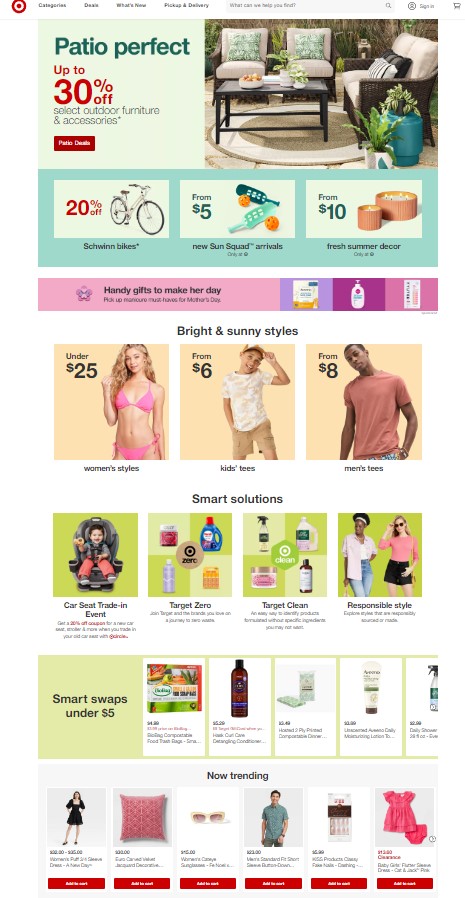 Categories
Deals
What's New
Pickup & Delivery
What can we help you find?
Sign in
Patio perfect
Up to
30%
off
select outdoor furniture
& accessories*
Patio Deals
20%
off
Schwinn bikes*
From
$5
new Sun Squad™ arrivals
Only at
From
$10
fresh summer decor
Only at
Handy gifts to make her day
Pick up manicure must-haves for Mother's Day.
Bright & sunny styles
Under
$25
women's styles
From
$6
kids' tees
From
$8
men's tees
Smart solutions
zero
clean
Car Seat Trade-in
Event
Get a 20% off coupon for a new car
seat, stroller & more when you trade in
your old car seat with
Target Zero
Join Target and the brands you love on
a journey to zero waste.
Target Clean
An easy way to identify products
formulated without specific ingredients
you may not want.
Responsible style
Explore styles that are responsibly
sourced or made.
Smart swaps
under $5
$4.89
BioBag Compostable
Food Trash Bags - Sma...
$5.29
Hask Curl Care
Detangling Conditioner...
$3.49
Hosted 2 Ply Printed
Compostable Dinner...
$3.99
Unscented Aveeno Daily
Moisturizing Lotion To...
$2.99
Daily Shower
Now trending
$32.00 - $35.00
Women's Puff 3/4 Sleeve
Dress - A New Day™
$20.00
Euro Carved Velvet
Jacquard Decorative...
$15.00
Women's Cateye
Sunglasses -
$23.00
Men's Standard Fit Short
Sleeve Button-Down...
$5.99
KISS Products Classy
Fake Nails - Dashing -...
$13.60
Clearance
Baby Girls' Flutter Sleeve
Dress - Cat & Jack™ Pink
Add to cart
Add to cart
Add to cart
Add to cart
Add to cart
Add to cart